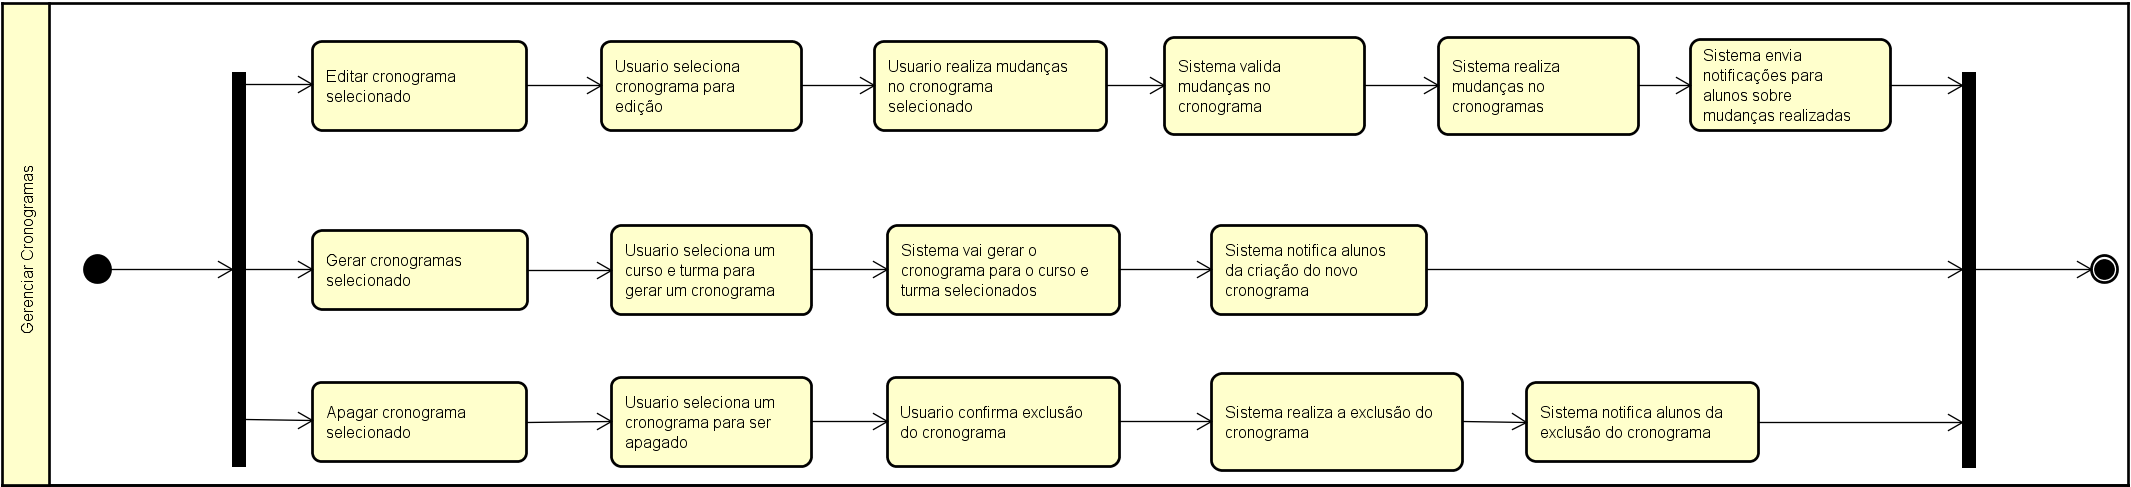 Gerenciar Cronogramas
Editar cronograma
selecionado
Usuario seleciona
cronograma para
edição
Usuario realiza mudanças
no cronograma
selecionado
Sistema valida
mudanças no
cronograma
Sistema realiza
mudanças no
cronogramas
Sistema envia
notificações para
alunos sobre
mudanças realizadas
Gerar cronogramas
selecionado
Usuario seleciona um
curso e turma para
gerar um cronograma
Sistema vai gerar o
cronograma para o curso e
turma selecionados
Sistema notifica alunos
da criação do novo
cronograma
Apagar cronograma
selecionado
Usuario seleciona um
cronograma para ser
apagado
Usuario confirma exclusão
do cronograma
Sistema realiza a exclusão do
cronograma
Sistema notifica alunos da
exclusão do cronograma